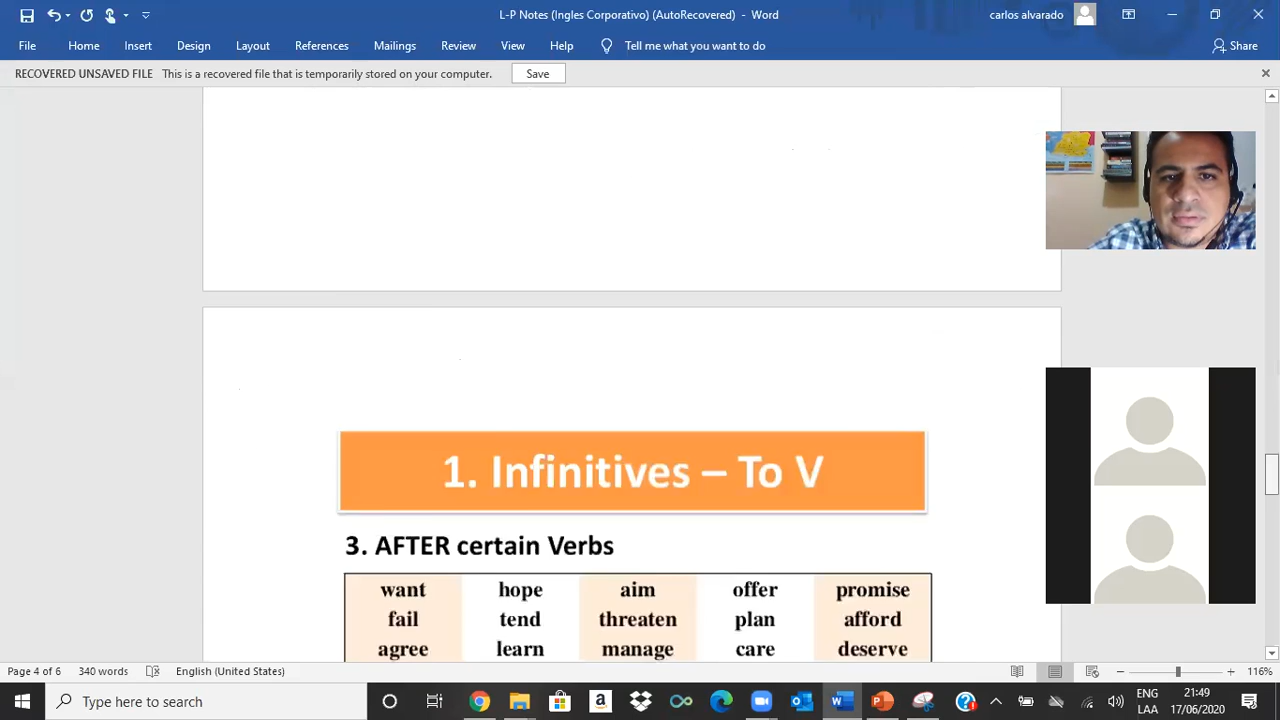 L-P Notes (Ingles Corporativo) (AutoRecovered) - Word
carlos alvarado
File Home Insert Design Layout References Mailings Review View Help Tell me what you want to do Share
RECOVERED UNSAVED FILE This is a recovered file that is temporarily stored on your computer. Save
1. Infinitives – To V
3. AFTER certain Verbs
want hope aim offer promise
fail tend threaten plan afford
agree learn manage care deserve
Page 4 of 6 340 words English (United States) 116%
Type here to search
ENG 21:49
LAA 17/06/2020